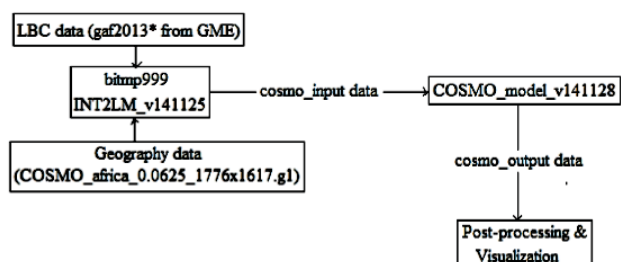 LBC data (gaf2013* from GME)
bitmp999
INT2LM_v141125
cosmo_input data
COSMO_model_v141128
Geography data
(COSMO_africa_0.0625_1776x1617.g1)
cosmo_output data
Post-processing &
Visualization